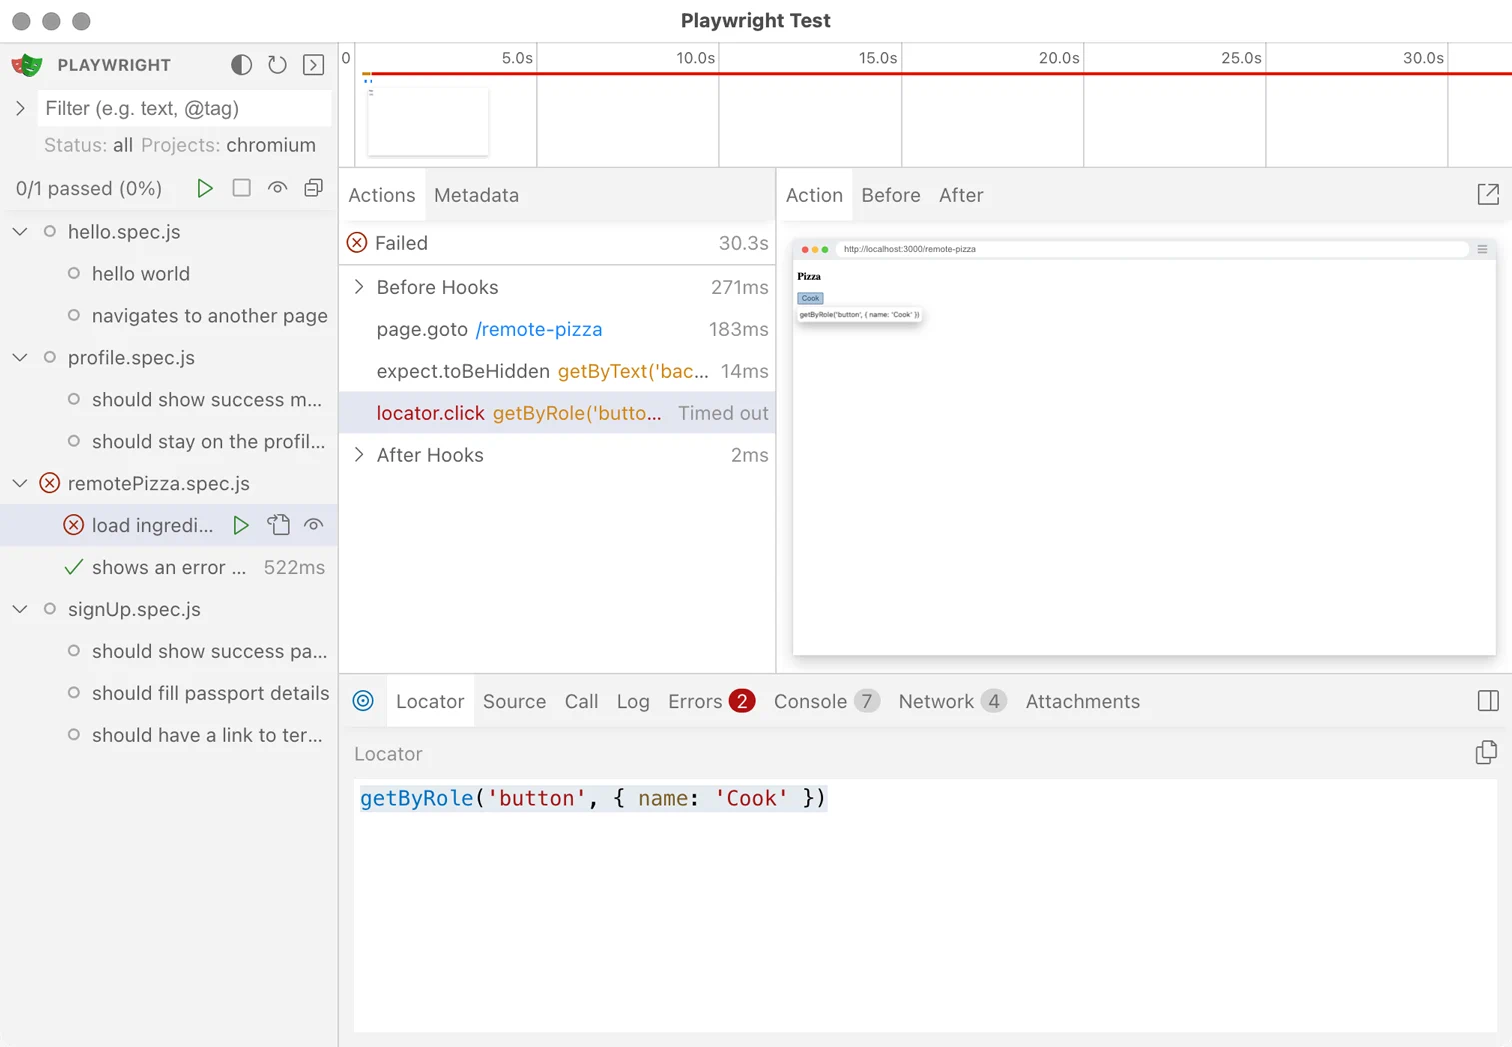 Playwright Test
PLAYWRIGHT
Filter (e.g. text, @tag)
Status: all Projects: chromium
0/1 passed (0%)
hello.spec.js
hello world
navigates to another page
profile.spec.js
should show success m...
should stay on the profil...
remotePizza.spec.js
load ingredi...
shows an error ... 522ms
signUp.spec.js
should show success pa...
should fill passport details
should have a link to ter...
0 5.0s 10.0s 15.0s 20.0s 25.0s 30.0s
Actions Metadata
Failed 30.3s
Before Hooks 271ms
page.goto /remote-pizza 183ms
expect.toBeHidden getByText('bac... 14ms
locator.click getByRole('butto... Timed out
After Hooks 2ms
Action Before After
http://localhost:3000/remote-pizza
Pizza
Cook
getByRole('button', { name: 'Cook' })
Locator Source Call Log Errors 2 Console 7 Network 4 Attachments
Locator
getByRole('button', { name: 'Cook' })